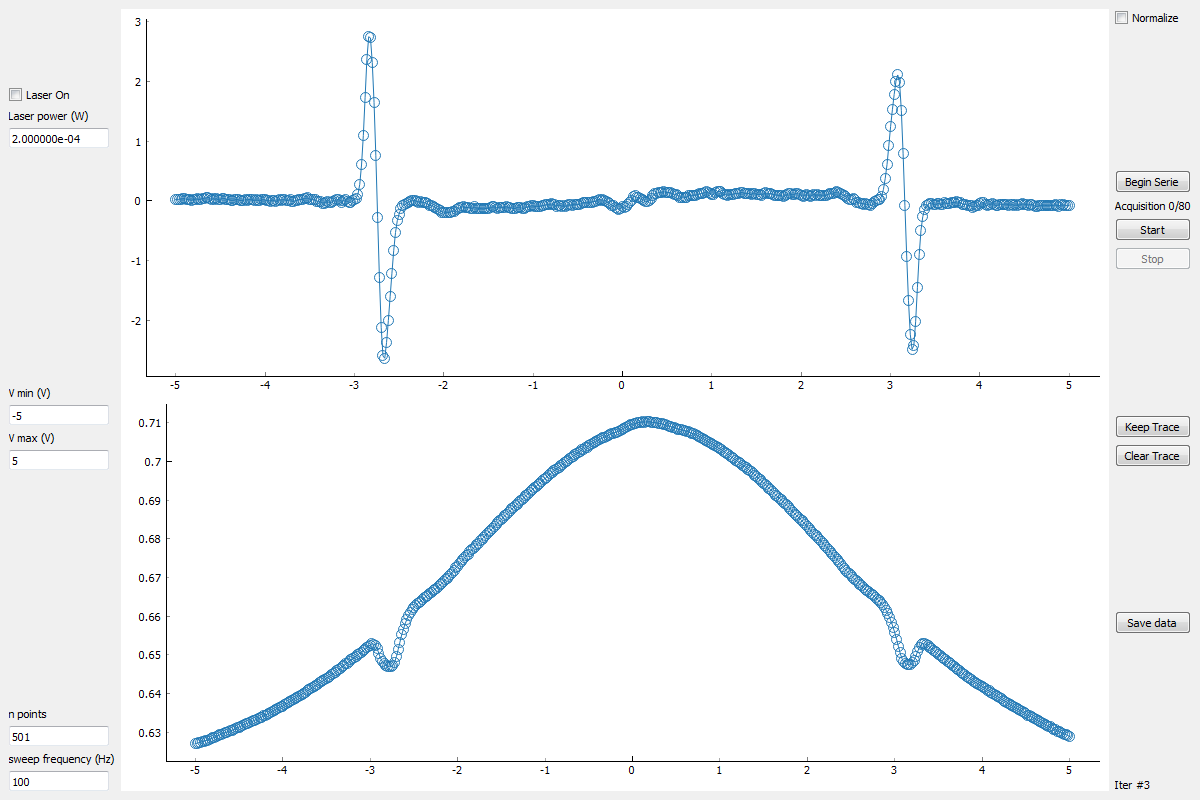 Laser On
Laser power (W)
2.000000e-04
V min (V)
-5
V max (V)
5
n points
501
sweep frequency (Hz)
100
3
2
1
0
-1
-2
-5 -4 -3 -2 -1 0 1 2 3 4 5
0.71
0.7
0.69
0.68
0.67
0.66
0.65
0.64
0.63
-5 -4 -3 -2 -1 0 1 2 3 4 5
Normalize
Begin Serie
Acquisition 0/80
Start
Stop
Keep Trace
Clear Trace
Save data
Iter #3